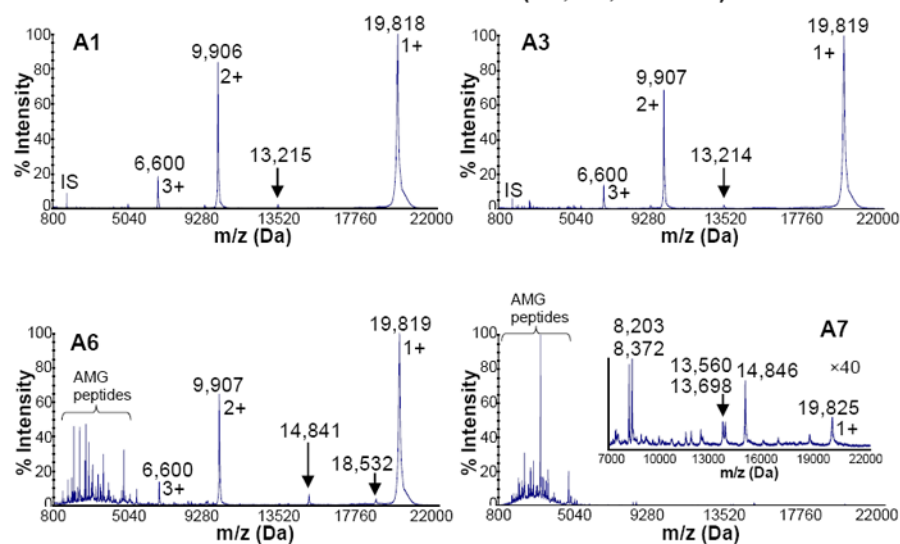 A1
19,818
1+
9,906
2+
6,600
3+
13,215
IS
% Intensity
100
80
60
40
20
0
800 5040 9280 13520 17760 22000
m/z (Da)
A3
19,819
1+
9,907
2+
6,600
3+
13,214
IS
% Intensity
100
80
60
40
20
0
800 5040 9280 13520 17760 22000
m/z (Da)
A6
AMG
peptides
19,819
1+
9,907
2+
6,600
3+
14,841
18,532
% Intensity
100
80
60
40
20
0
800 5040 9280 13520 17760 22000
m/z (Da)
A7
AMG
peptides
8,203
8,372
13,560
13,698
14,846
×40
19,825
1+
7000 10000 13000 16000 19000 22000
m/z (Da)
% Intensity
100
80
60
40
20
0
800 5040 9280 13520 17760 22000
m/z (Da)